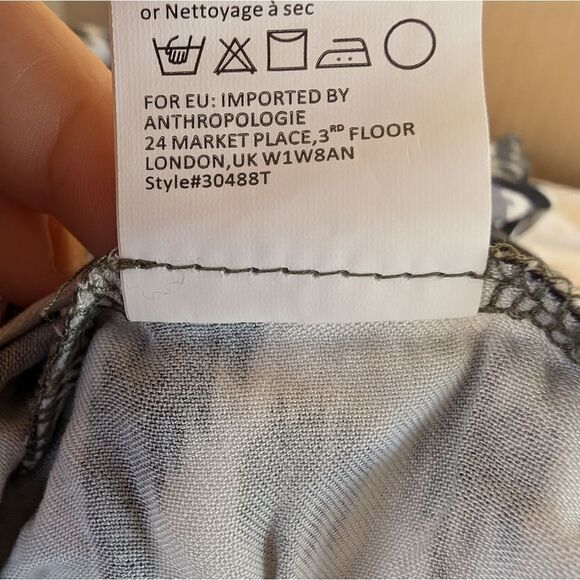 or Nettoyage à sec
FOR EU: IMPORTED BY
ANTHROPOLOGIE
24 MARKET PLACE,3RD FLOOR
LONDON,UK W1W8AN
Style#30488T